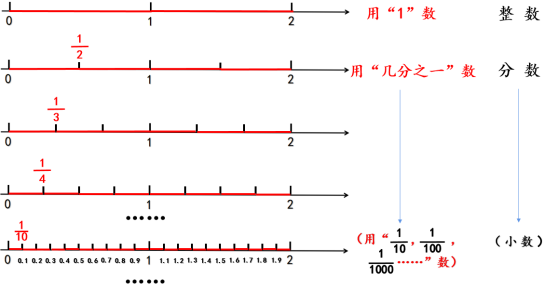 0 1 2 用“1”数 整数
1/2
0 1 2 用“几分之一”数 分数
1/3
0 1 2
1/4
0 1 2
••••••
1/10
0 0.1 0.2 0.3 0.4 0.5 0.6 0.7 0.8 0.9 1 1.1 1.2 1.3 1.4 1.5 1.6 1.7 1.8 1.9 2
(用“1/10, 1/100,
1/1000 ……”数)
(小数)
••••••